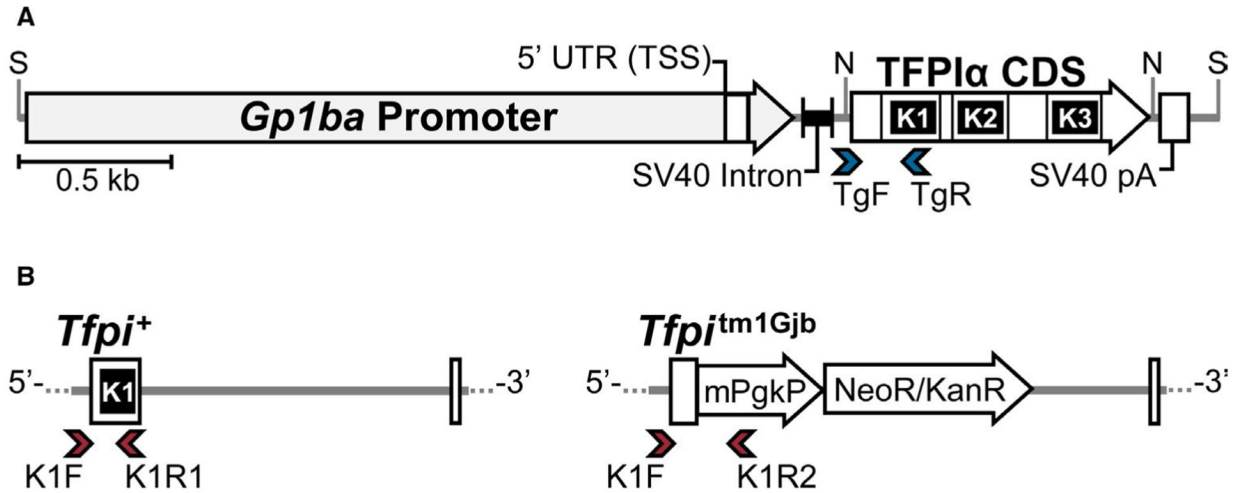 A
S
5’ UTR (TSS)
N
TFPIα CDS
N
S
Gp1ba Promoter
K1
K2
K3
0.5 kb
SV40 Intron
TgF
TgR
SV40 pA
B
Tfpi+
5’-
K1
-3’
K1F
K1R1
Tfpitm1Gjb
5’-
mPgkP
NeoR/KanR
-3’
K1F
K1R2